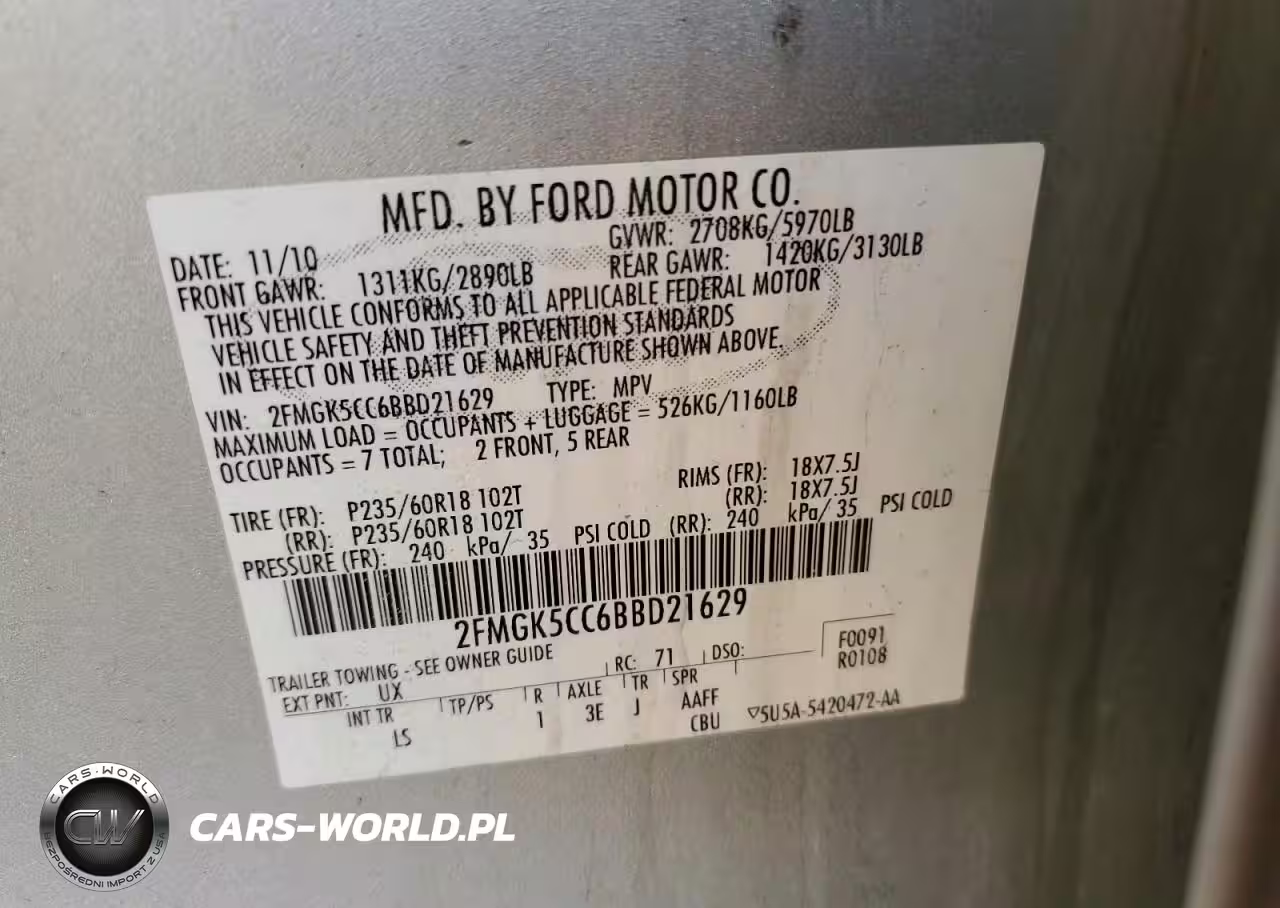 MFD. BY FORD MOTOR CO.
DATE: 11/10 GVWR: 2708KG/5970LB
FRONT GAWR: 1311KG/2890LB REAR GAWR: 1420KG/3130LB
THIS VEHICLE CONFORMS TO ALL APPLICABLE FEDERAL MOTOR
VEHICLE SAFETY AND THEFT PREVENTION STANDARDS
IN EFFECT ON THE DATE OF MANUFACTURE SHOWN ABOVE.
VIN: 2FMGK5CC6BBD21629 TYPE: MPV
MAXIMUM LOAD = OCCUPANTS + LUGGAGE = 526KG/1160LB
OCCUPANTS = 7 TOTAL; 2 FRONT, 5 REAR
TIRE (FR): P235/60R18 102T RIMS (FR): 18X7.5J
(RR): P235/60R18 102T (RR): 18X7.5J
PRESSURE (FR): 240 kPa/ 35 PSI COLD (RR): 240 kPa/ 35 PSI COLD
2FMGK5CC6BBD21629
TRAILER TOWING - SEE OWNER GUIDE
EXT PNT: UX RC: 71 DSO: F0091
R0108
INT TR TP/PS R AXLE TR SPR
LS 1 3E J AAFF
CBU ▽5U5A-5420472-AA
CARS-WORLD
CW
BEZPOŚREDNI IMPORT Z USA
CARS-WORLD.PL